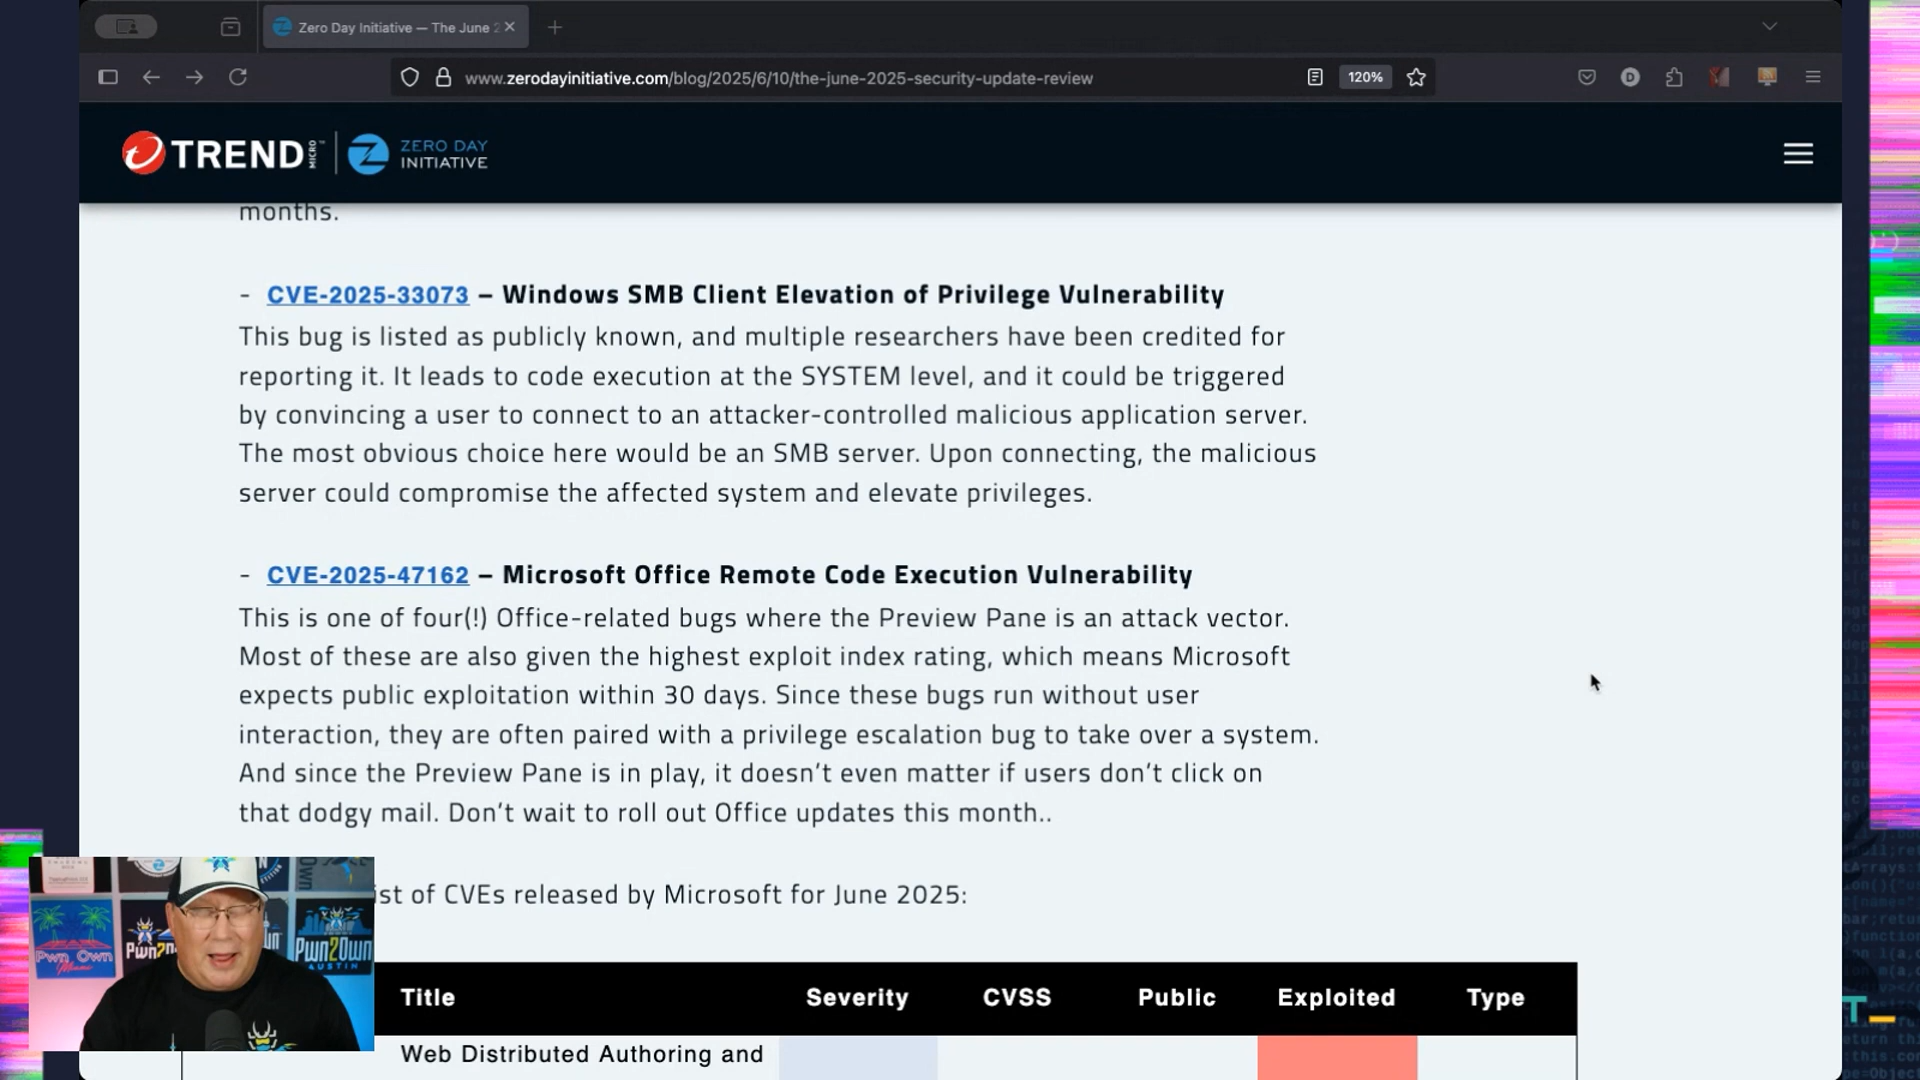 Zero Day Initiative — The June 2
www.zerodayinitiative.com/blog/2025/6/10/the-june-2025-security-update-review
120%
D
TREND MICRO
ZERO DAY
INITIATIVE
months.
- CVE-2025-33073 – Windows SMB Client Elevation of Privilege Vulnerability
This bug is listed as publicly known, and multiple researchers have been credited for
reporting it. It leads to code execution at the SYSTEM level, and it could be triggered
by convincing a user to connect to an attacker-controlled malicious application server.
The most obvious choice here would be an SMB server. Upon connecting, the malicious
server could compromise the affected system and elevate privileges.
- CVE-2025-47162 – Microsoft Office Remote Code Execution Vulnerability
This is one of four(!) Office-related bugs where the Preview Pane is an attack vector.
Most of these are also given the highest exploit index rating, which means Microsoft
expects public exploitation within 30 days. Since these bugs run without user
interaction, they are often paired with a privilege escalation bug to take over a system.
And since the Preview Pane is in play, it doesn't even matter if users don't click on
that dodgy mail. Don't wait to roll out Office updates this month..
ist of CVEs released by Microsoft for June 2025:
Title Severity CVSS Public Exploited Type
Web Distributed Authoring and
Pwn Own
Miami
Pwn2O
Pwn2Own
AUSTIN
T_